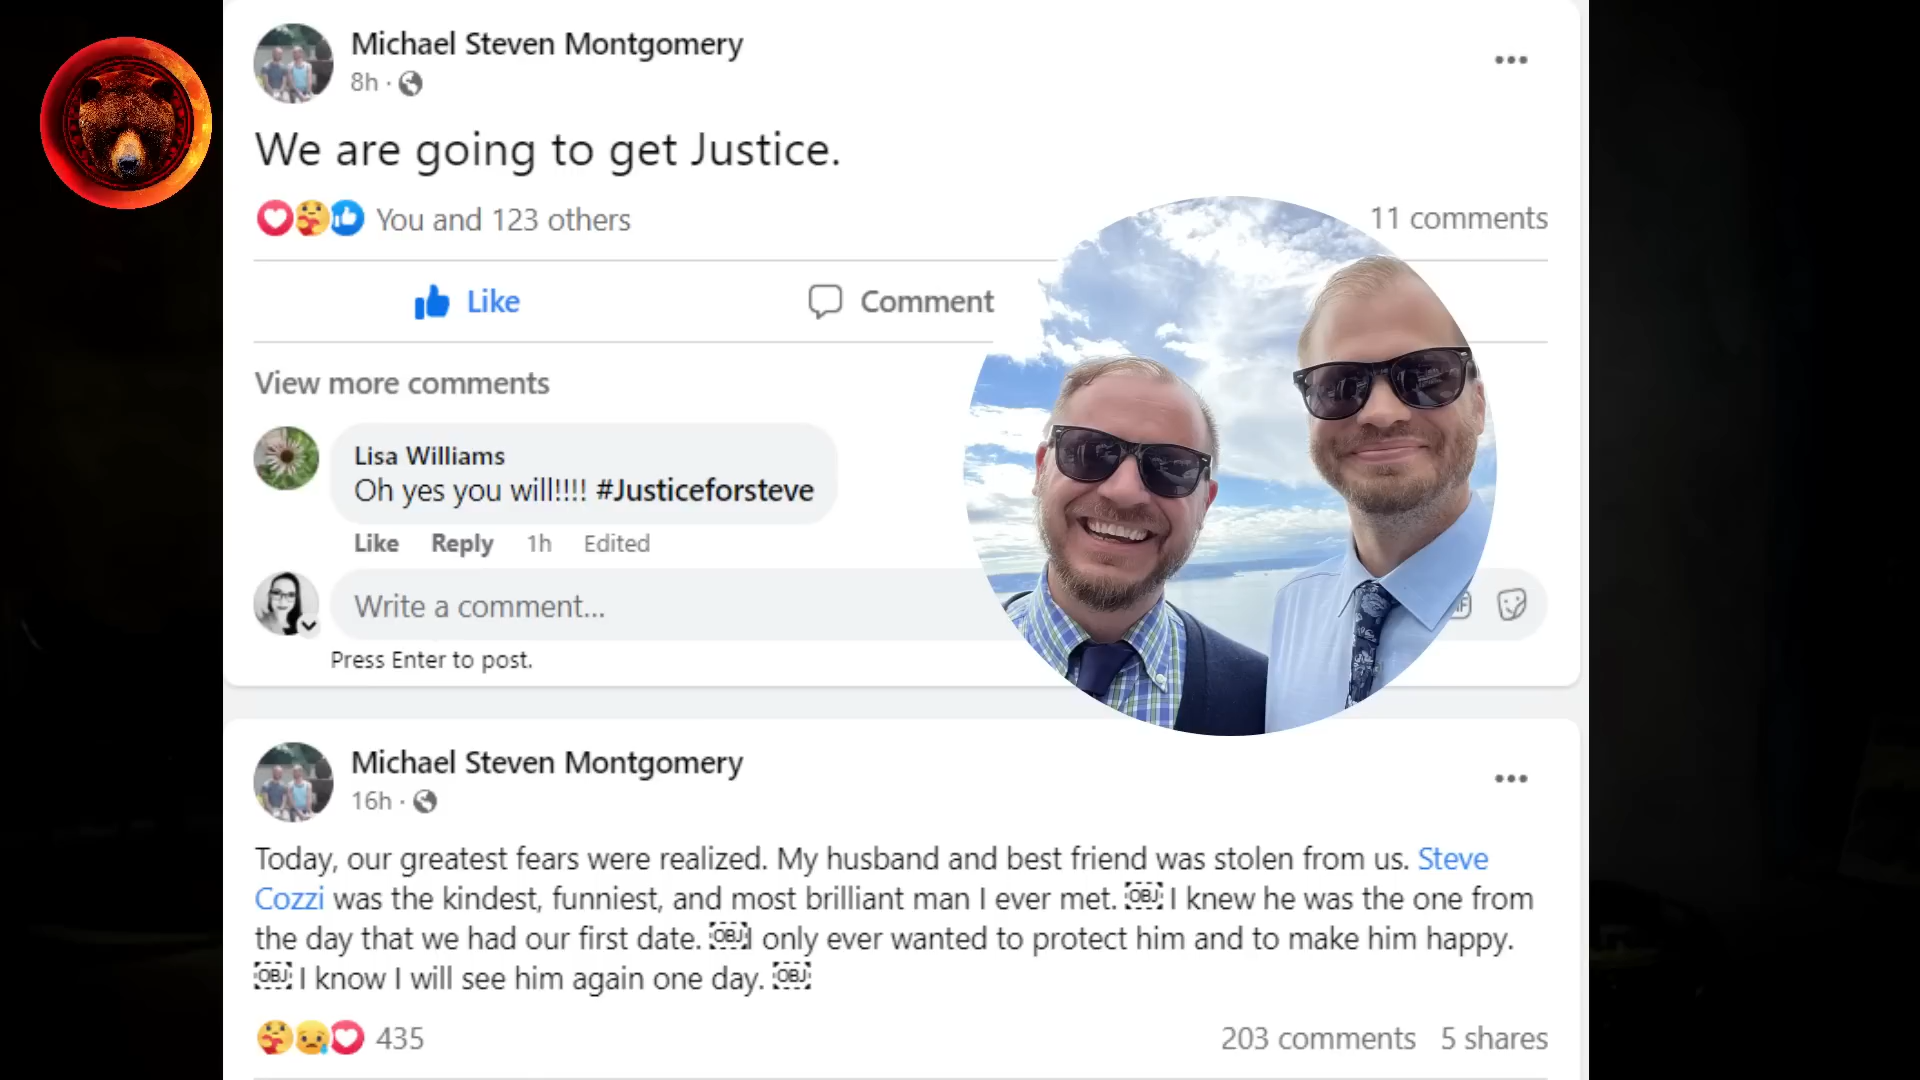 Michael Steven Montgomery
8h ·
We are going to get Justice.
You and 123 others
11 comments
Like
Comment
View more comments
Lisa Williams
Oh yes you will!!!! #Justiceforsteve
Like Reply 1h Edited
Write a comment...
Press Enter to post.
Michael Steven Montgomery
16h ·
Today, our greatest fears were realized. My husband and best friend was stolen from us. Steve
Cozzi was the kindest, funniest, and most brilliant man I ever met. OBJ I knew he was the one from
the day that we had our first date. OBJ I only ever wanted to protect him and to make him happy.
OBJ I know I will see him again one day. OBJ
435
203 comments 5 shares